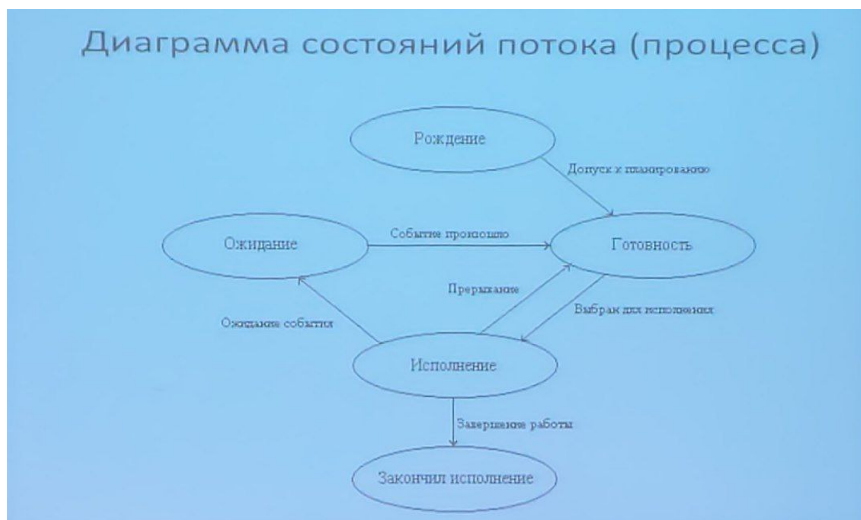 Диаграмма состояний потока (процесса)
Рождение
Допуск к планированию
Ожидание
Событие произошло
Готовность
Прерывание
Ожидание события
Выбран для исполнения
Исполнение
Завершение работы
Закончил исполнение